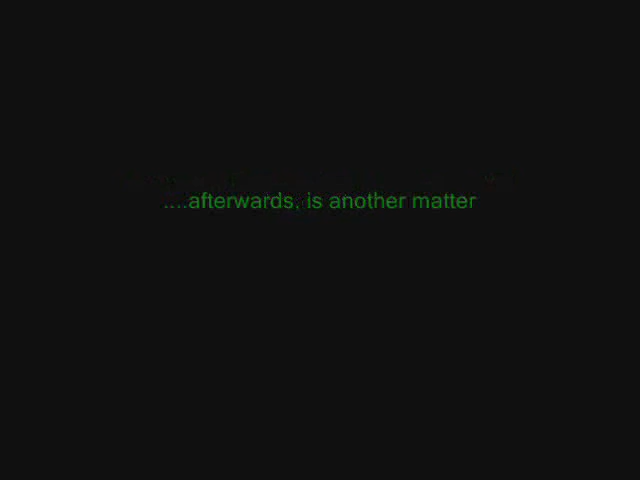 ....afterwards, is another matter